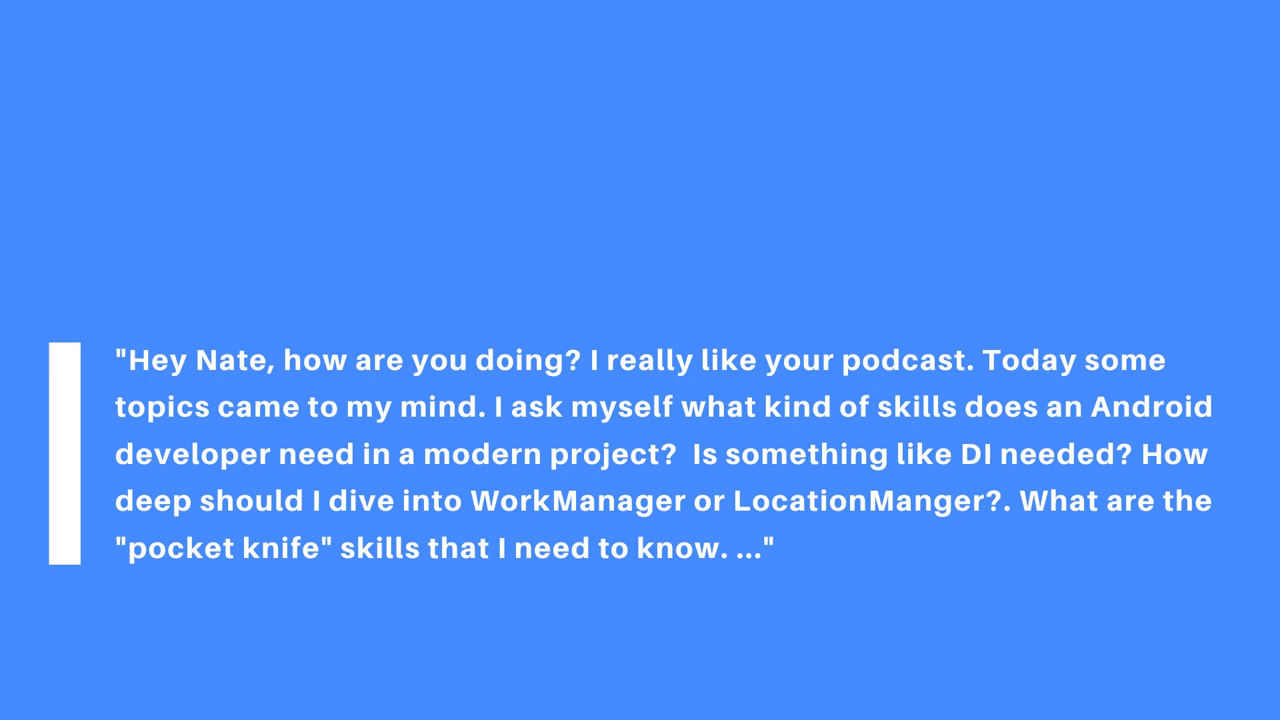 "Hey Nate, how are you doing? I really like your podcast. Today some
topics came to my mind. I ask myself what kind of skills does an Android
developer need in a modern project?  Is something like DI needed? How
deep should I dive into WorkManager or LocationManger?. What are the
"pocket knife" skills that I need to know. ..."